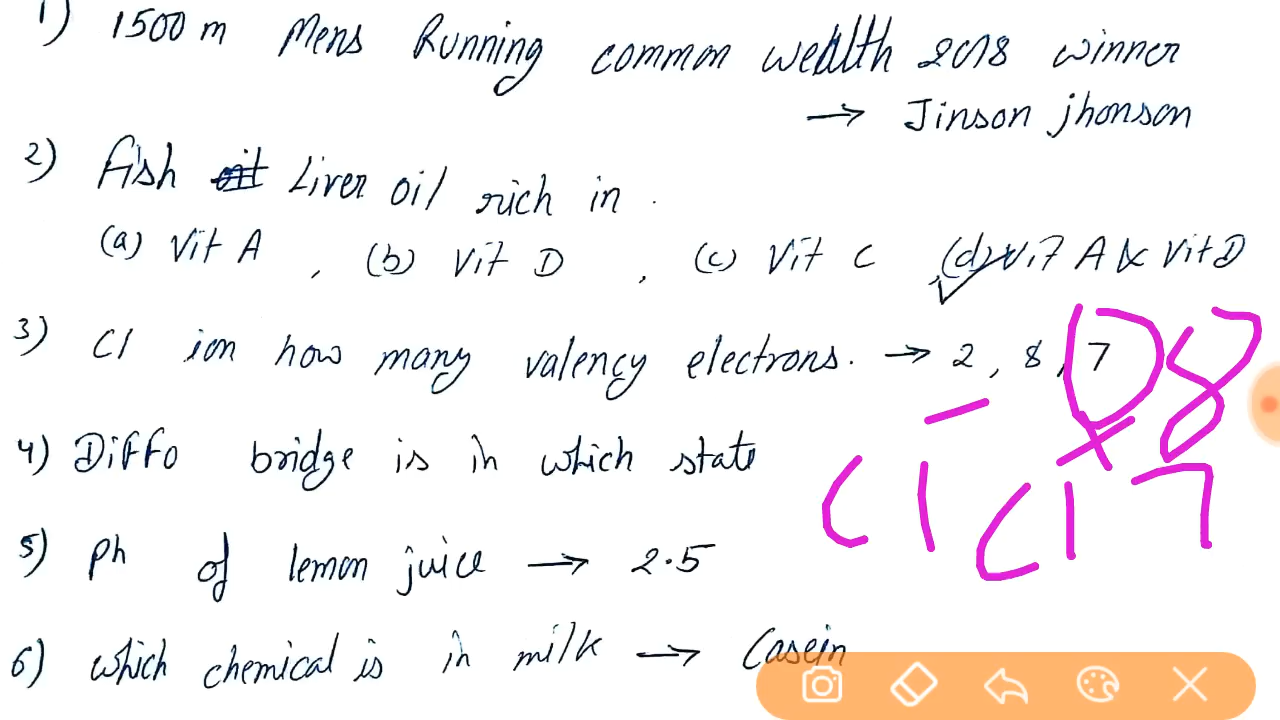 1) 1500 m Mens Running common wealth 2018 winner
→ Jinson jhonson
2) Fish Liver oil rich in .
(a) Vit A , (b) Vit D , (c) Vit C (d) Vit A & Vit D
3) Cl ion how many valency electrons. → 2, 8, 7 8
4) Diffo bridge is in which state
Cl Cl 7
5) Ph of lemon juice → 2.5
6) which chemical is in milk → Casein